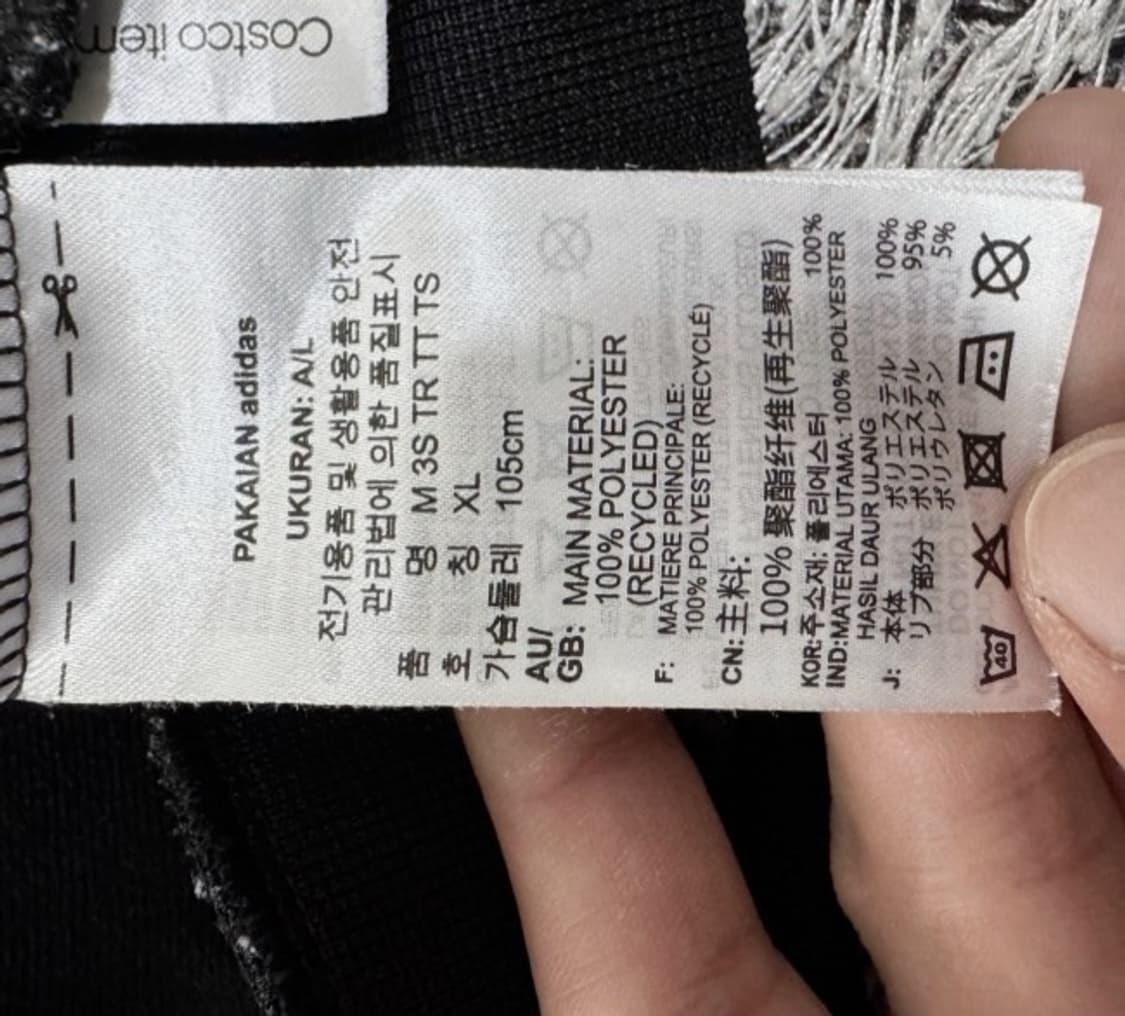 Costco item
PAKAIAN adidas
UKURAN: A/L
전기용품 및 생활용품 안전
관리법에 의한 품질표시
품 명 M 3S TR TT TS
호 칭 XL
가슴둘레 105cm
AU/
GB: MAIN MATERIAL:
100% POLYESTER
(RECYCLED)
F: MATIERE PRINCIPALE:
100% POLYESTER (RECYCLÉ)
CN: 主料:
100% 聚酯纤维(再生聚酯)
KOR: 주소재: 폴리에스터 100%
IND:MATERIAL UTAMA: 100% POLYESTER
HASIL DAUR ULANG
J: 本体 ポリエステル 100%
リブ部分 ポリエステル 95%
ポリウレタン 5%
40